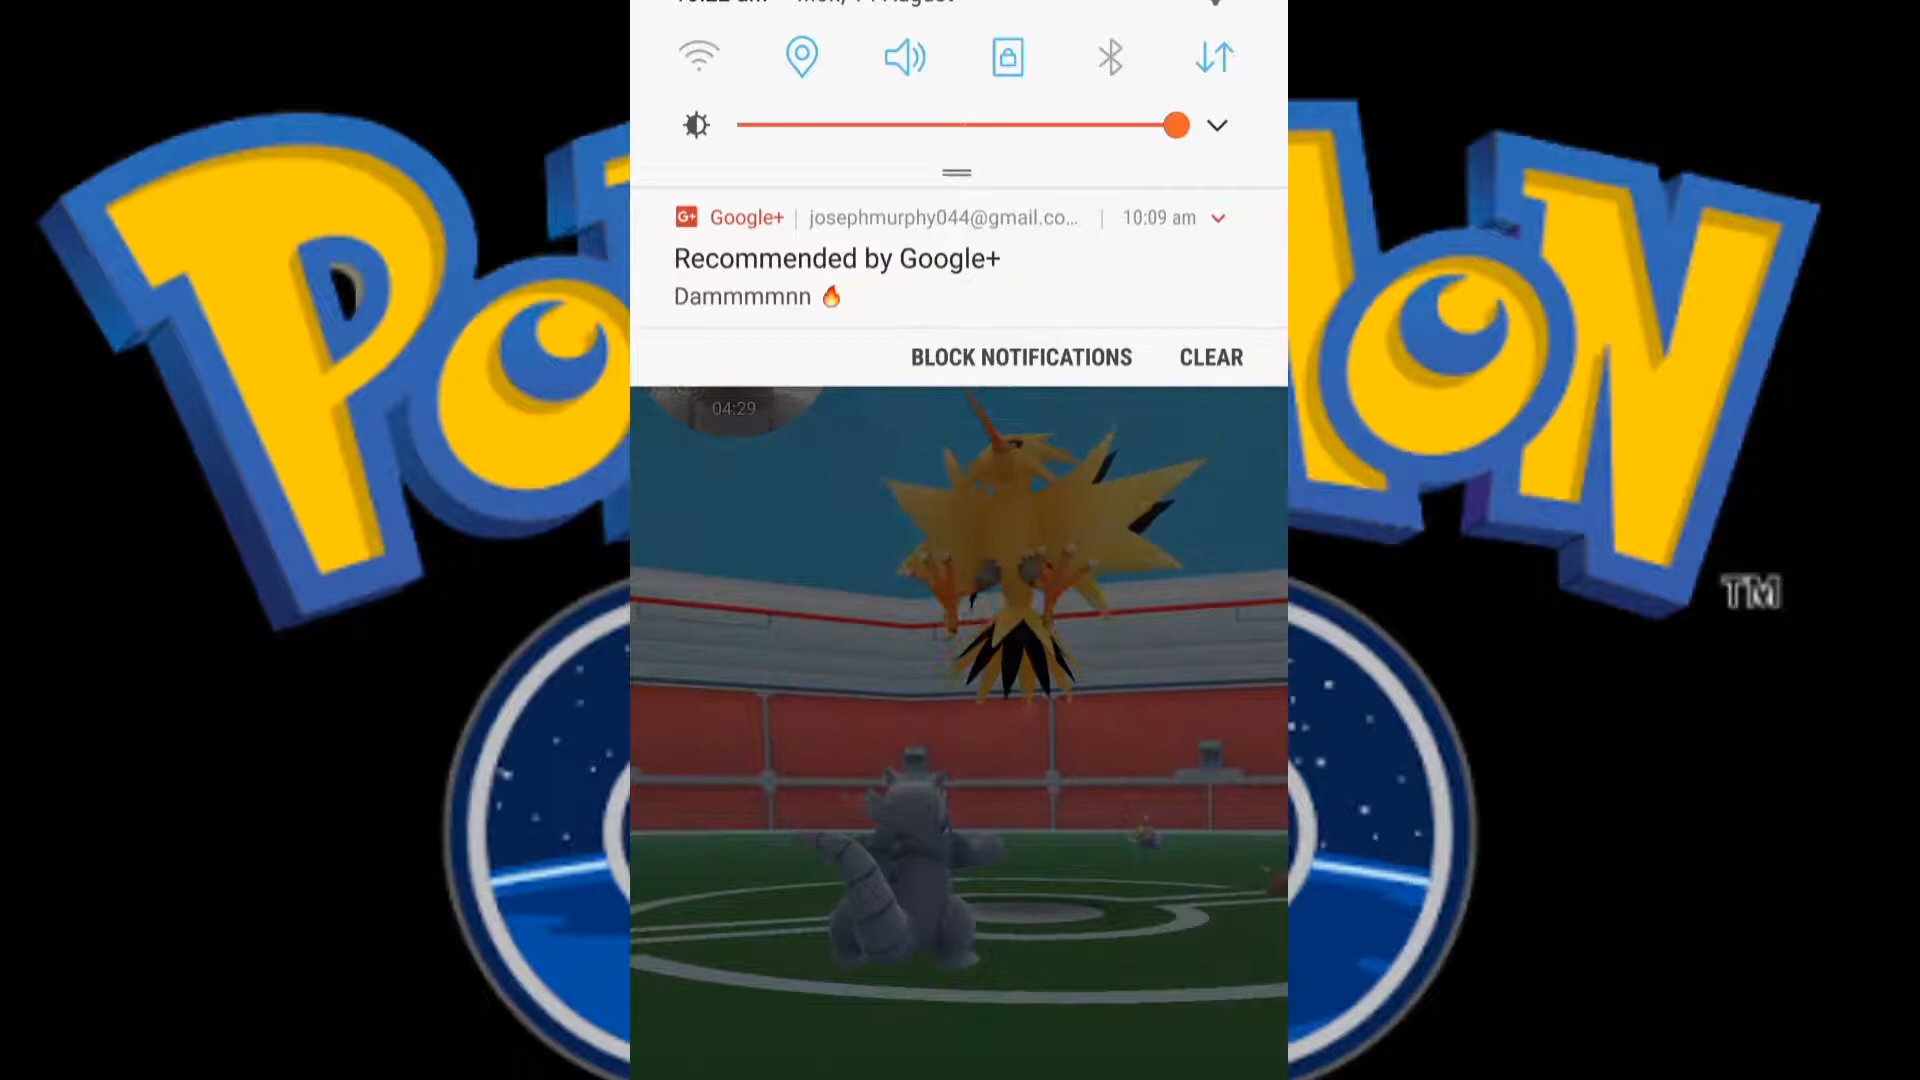 Google+ | josephmurphy044@gmail.co... | 10:09 am
Recommended by Google+
Dammmmnn 🔥
BLOCK NOTIFICATIONS CLEAR
04:29
TM